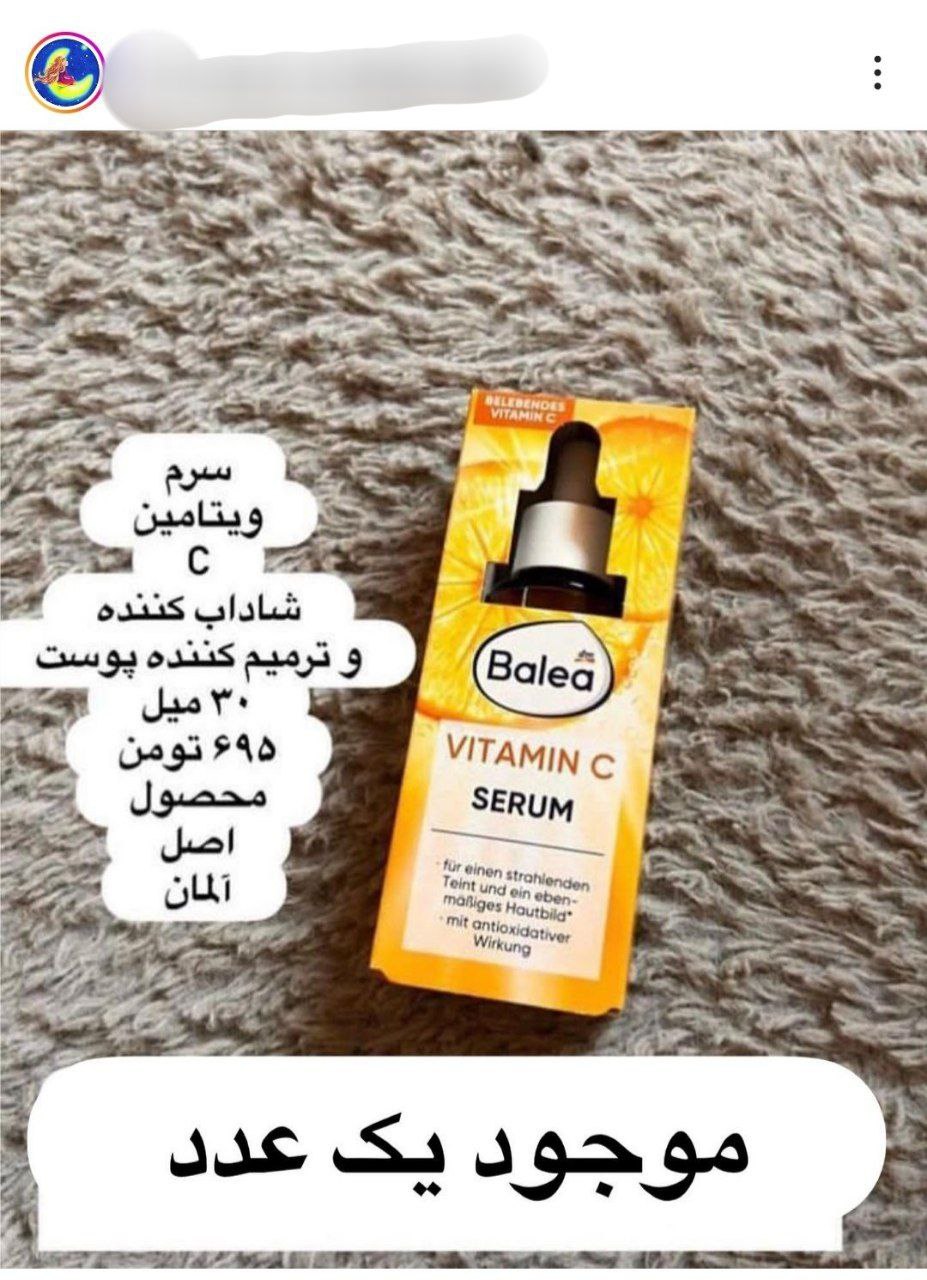 سرم
ویتامین
C
شاداب کننده
و ترمیم کننده پوست
۳۰ میل
۶۹۵ تومن
محصول
اصل
آلمان
BELEBENDES
VITAMIN C
dm
Balea
VITAMIN C
SERUM
· für einen strahlenden
Teint und ein eben-
mäßiges Hautbild*
· mit antioxidativer
Wirkung
موجود یک عدد